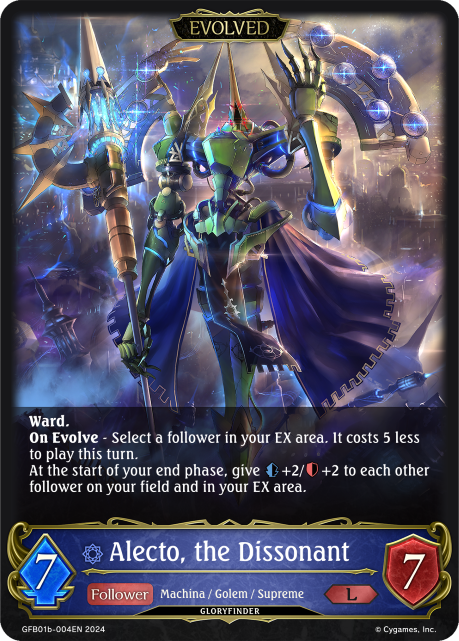 EVOLVED
Ward.
On Evolve - Select a follower in your EX area. It costs 5 less
to play this turn.
At the start of your end phase, give +2/ +2 to each other
follower on your field and in your EX area.
7
Alecto, the Dissonant
7
Follower
Machina / Golem / Supreme
L
GLORYFINDER
GFB01b-004EN 2024
© Cygames, Inc.